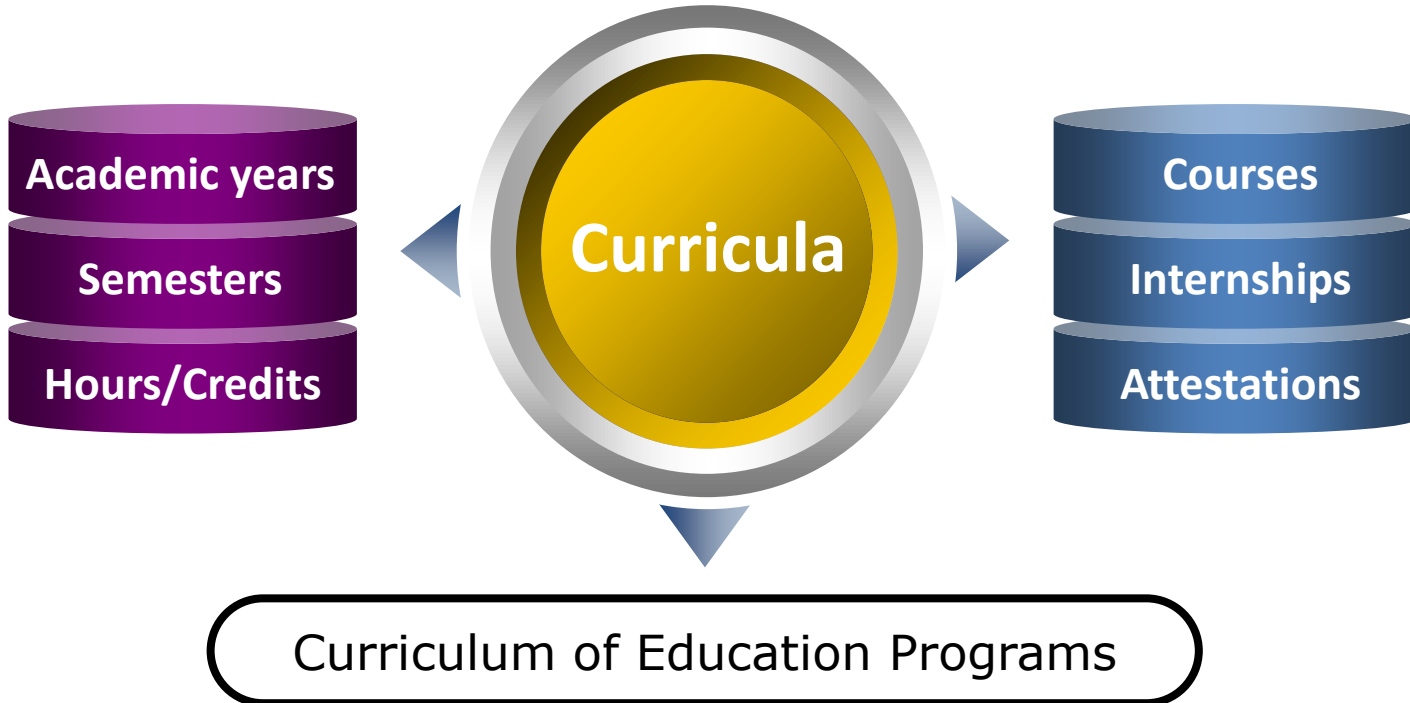 Academic years
Semesters
Hours/Credits
Curricula
Courses
Internships
Attestations
Curriculum of Education Programs